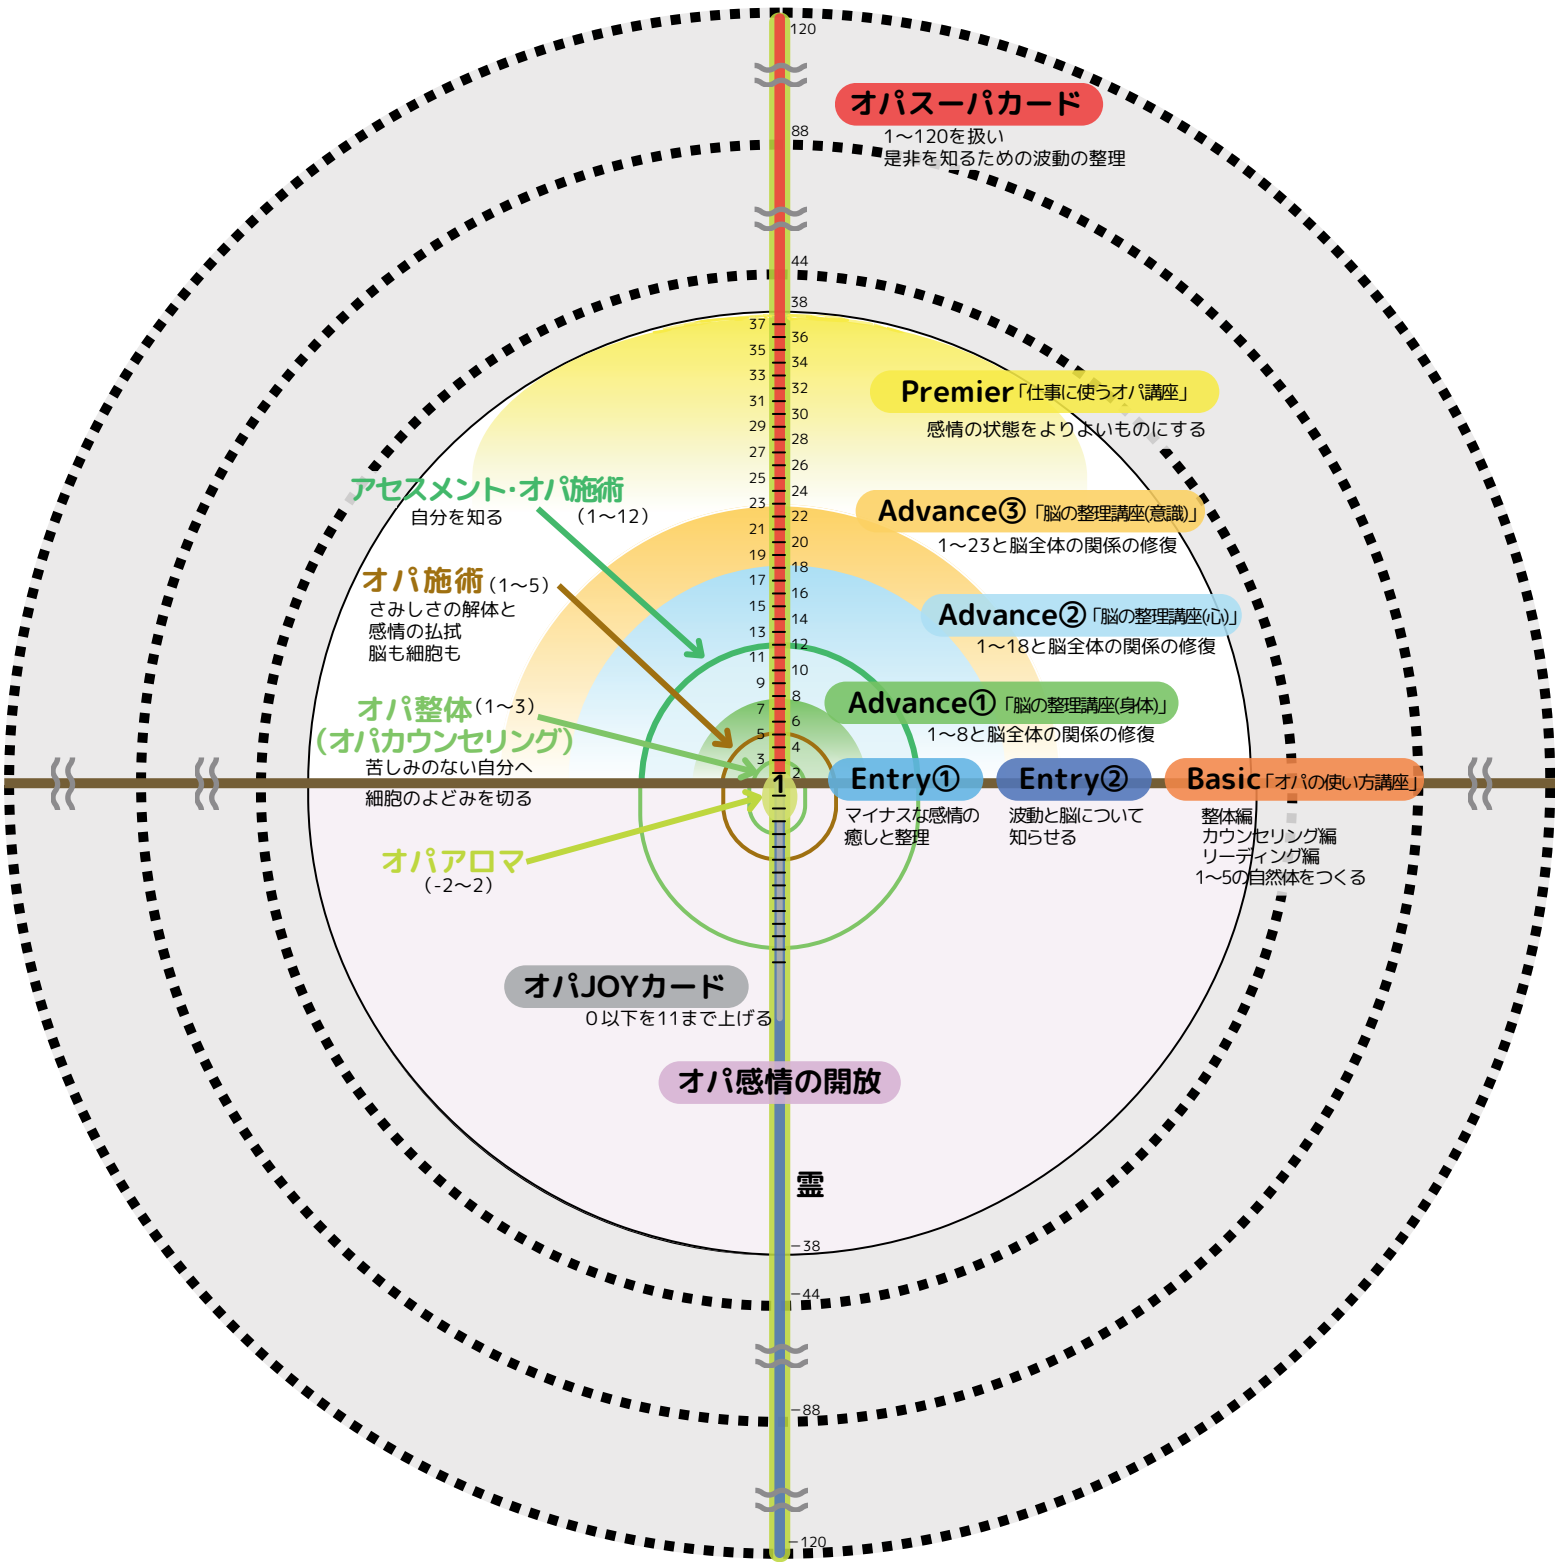 120
オパスーパカード
1〜120を扱い
是非を知るための波動の整理
88
44
38
37
36
35
34
33
32
31
30
29
28
27
26
25
24
23
22
21
20
19
18
17
16
15
14
13
12
11
10
9
8
7
6
5
4
3
2
1
Premier「仕事に使うオパ講座」
感情の状態をよりよいものにする
アセスメント・オパ施術
自分を知る (1〜12)
Advance③「脳の整理講座(意識)」
1〜23と脳全体の関係の修復
オパ施術(1〜5)
さみしさの解体と
感情の払拭
脳も細胞も
Advance②「脳の整理講座(心)」
1〜18と脳全体の関係の修復
オパ整体(1〜3)
(オパカウンセリング)
苦しみのない自分へ
細胞のよどみを切る
Advance①「脳の整理講座(身体)」
1〜8と脳全体の関係の修復
Entry①
マイナスな感情の
癒しと整理
Entry②
波動と脳について
知らせる
Basic「オパの使い方講座」
整体編
カウンセリング編
リーディング編
1〜5の自然体をつくる
オパアロマ
(-2〜2)
オパJOYカード
0以下を11まで上げる
オパ感情の開放
霊
−38
−44
−88
−120